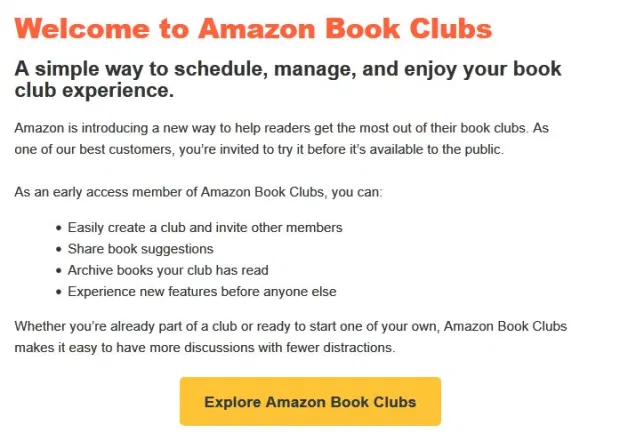 Welcome to Amazon Book Clubs
A simple way to schedule, manage, and enjoy your book
club experience.
Amazon is introducing a new way to help readers get the most out of their book clubs. As
one of our best customers, you’re invited to try it before it’s available to the public.
As an early access member of Amazon Book Clubs, you can:
• Easily create a club and invite other members
• Share book suggestions
• Archive books your club has read
• Experience new features before anyone else
Whether you’re already part of a club or ready to start one of your own, Amazon Book Clubs
makes it easy to have more discussions with fewer distractions.
Explore Amazon Book Clubs